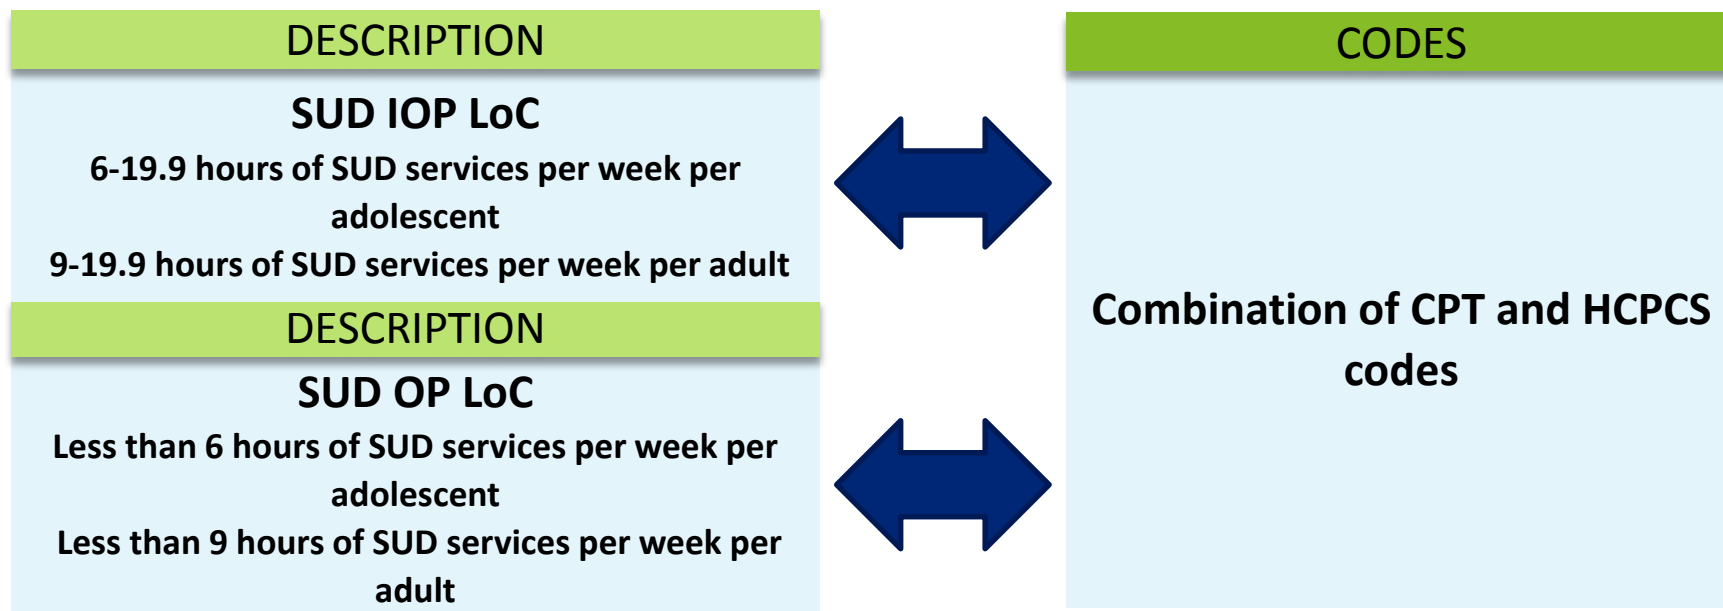 DESCRIPTION
SUD IOP LoC
6-19.9 hours of SUD services per week per
adolescent
9-19.9 hours of SUD services per week per adult
DESCRIPTION
SUD OP LoC
Less than 6 hours of SUD services per week per
adolescent
Less than 9 hours of SUD services per week per
adult
CODES
Combination of CPT and HCPCS
codes